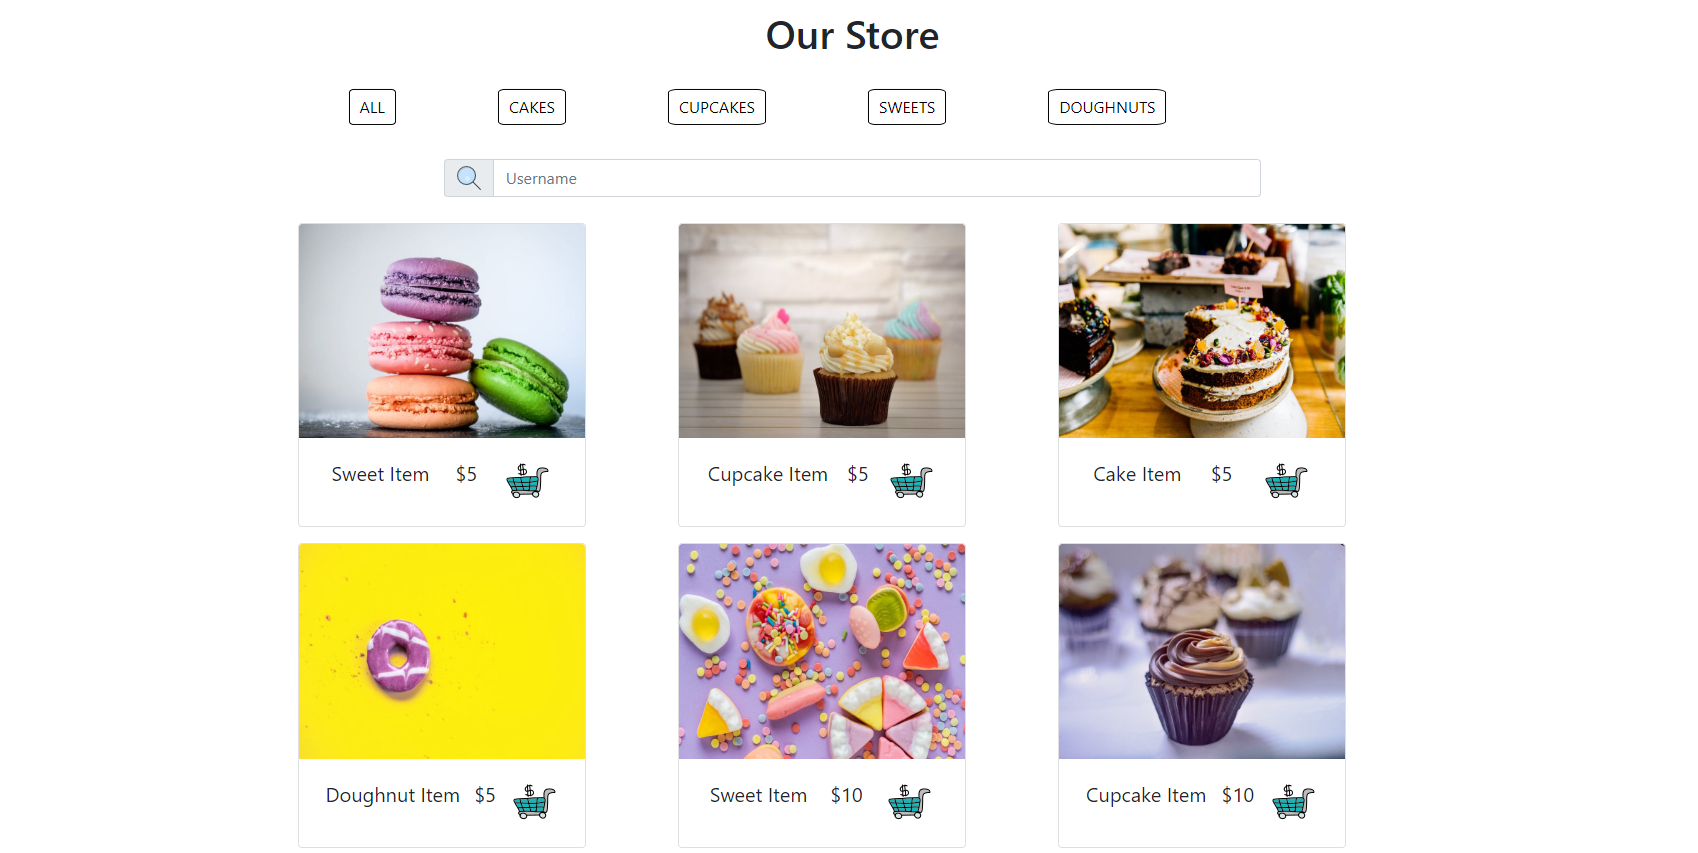 Our Store
ALL CAKES CUPCAKES SWEETS DOUGHNUTS
Username
Sweet Item $5 $ Cupcake Item $5 $ Cake Item $5 $
Doughnut Item $5 $ Sweet Item $10 $ Cupcake Item $10 $